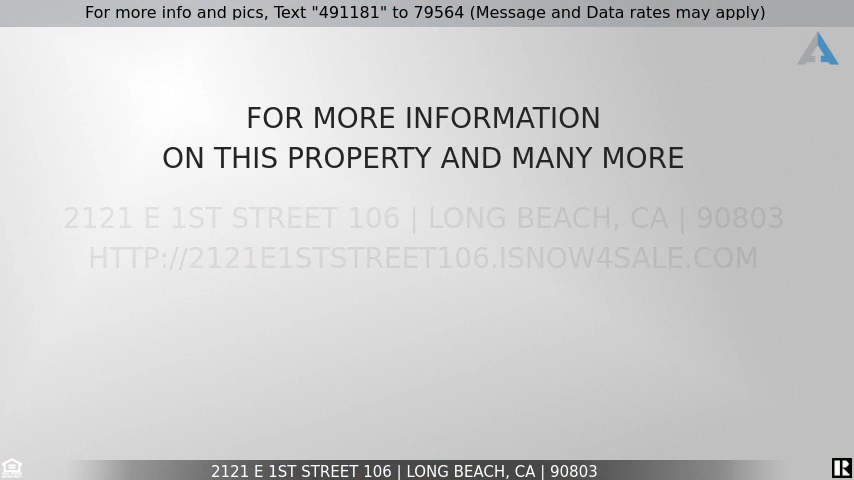 For more info and pics, Text "491181" to 79564 (Message and Data rates may apply)
FOR MORE INFORMATION
ON THIS PROPERTY AND MANY MORE
2121 E 1ST STREET 106 | LONG BEACH, CA | 90803
HTTP://2121E1STSTREET106.ISNOW4SALE.COM
2121 E 1ST STREET 106 | LONG BEACH, CA | 90803